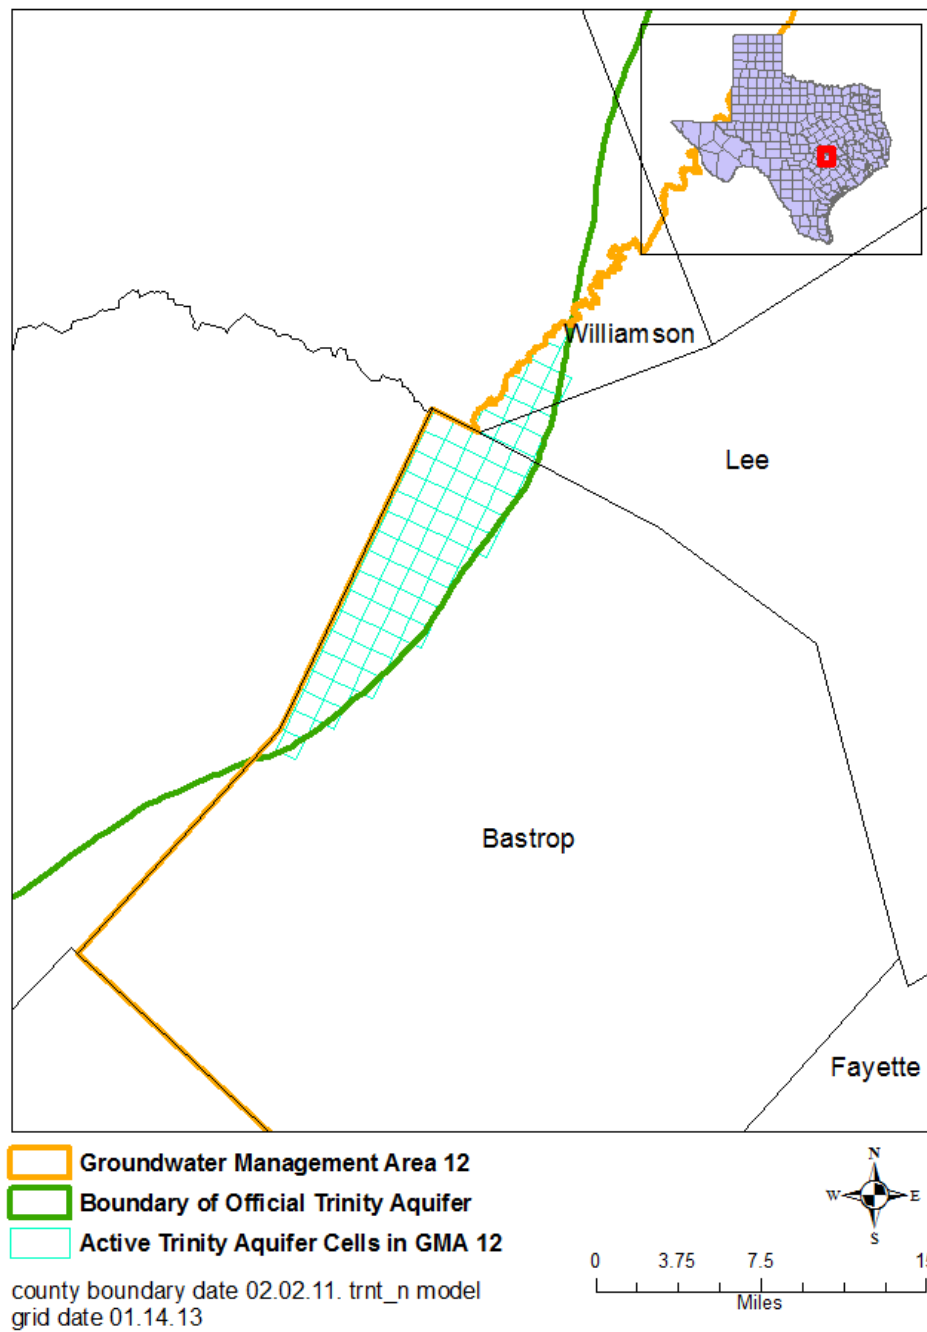 Williamson
Lee
Bastrop
Fayette
Groundwater Management Area 12
Boundary of Official Trinity Aquifer
Active Trinity Aquifer Cells in GMA 12
county boundary date 02.02.11. trnt_n model
grid date 01.14.13
N
W E
S
0 3.75 7.5 15
Miles